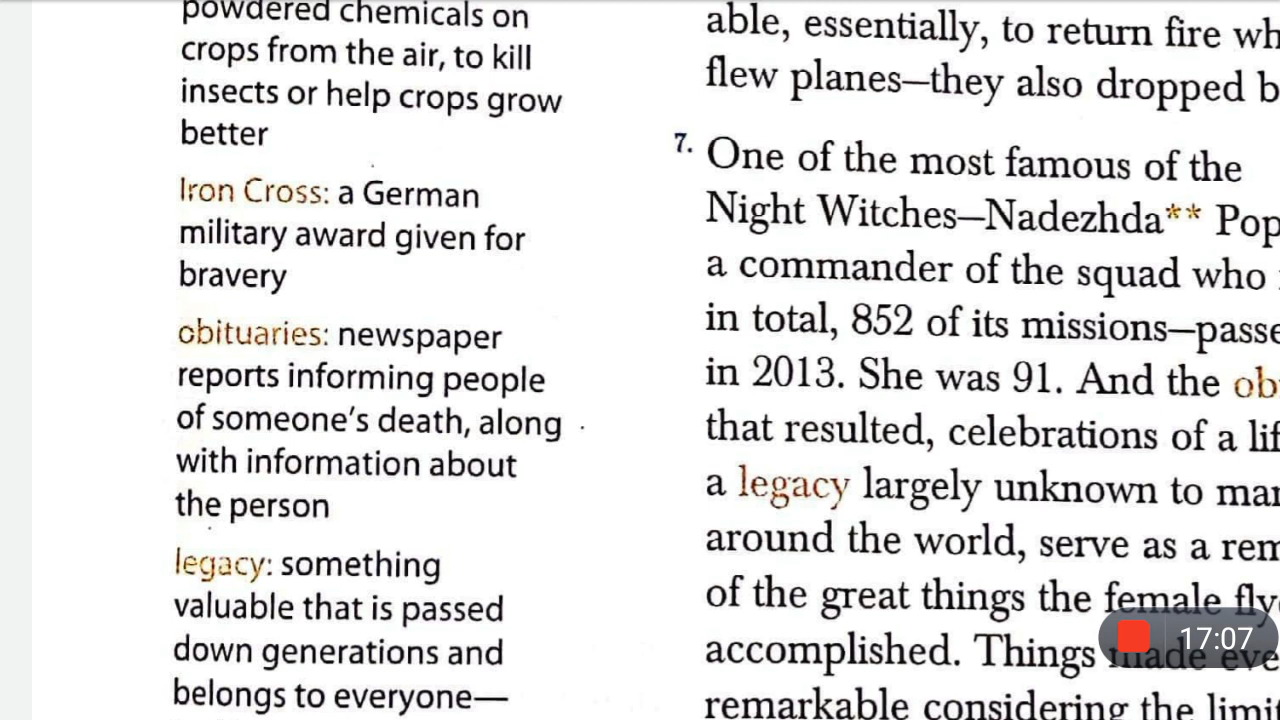 powdered chemicals on
crops from the air, to kill
insects or help crops grow
better
Iron Cross: a German
military award given for
bravery
obituaries: newspaper
reports informing people
of someone's death, along
with information about
the person
legacy: something
valuable that is passed
down generations and
belongs to everyone—
able, essentially, to return fire
flew planes—they also dropped
7. One of the most famous of the
Night Witches—Nadezhda**
a commander of the squad who
in total, 852 of its missions—
in 2013. She was 91. And the
that resulted, celebrations of a
a legacy largely unknown to
around the world, serve as a
of the great things the female
accomplished. Things made
remarkable considering the
17:07